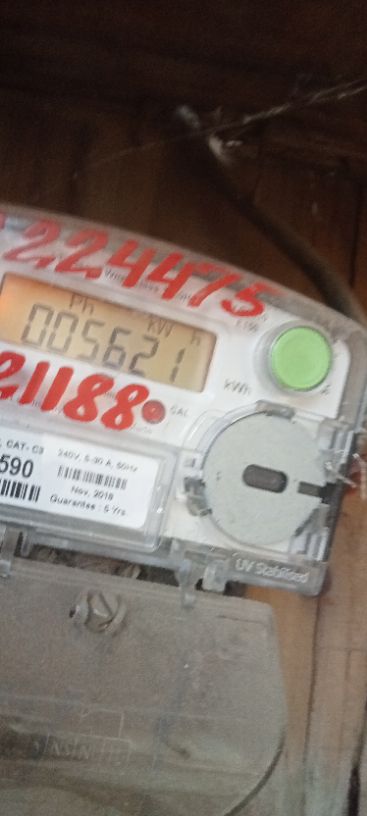 224475
Ph kW h
005621
21188
CAL
kWh
CAT- C3 240V, 5-30 A, 50Hz
590
Nov, 2018
Guarantee : 5 Yrs
UV Stabilised